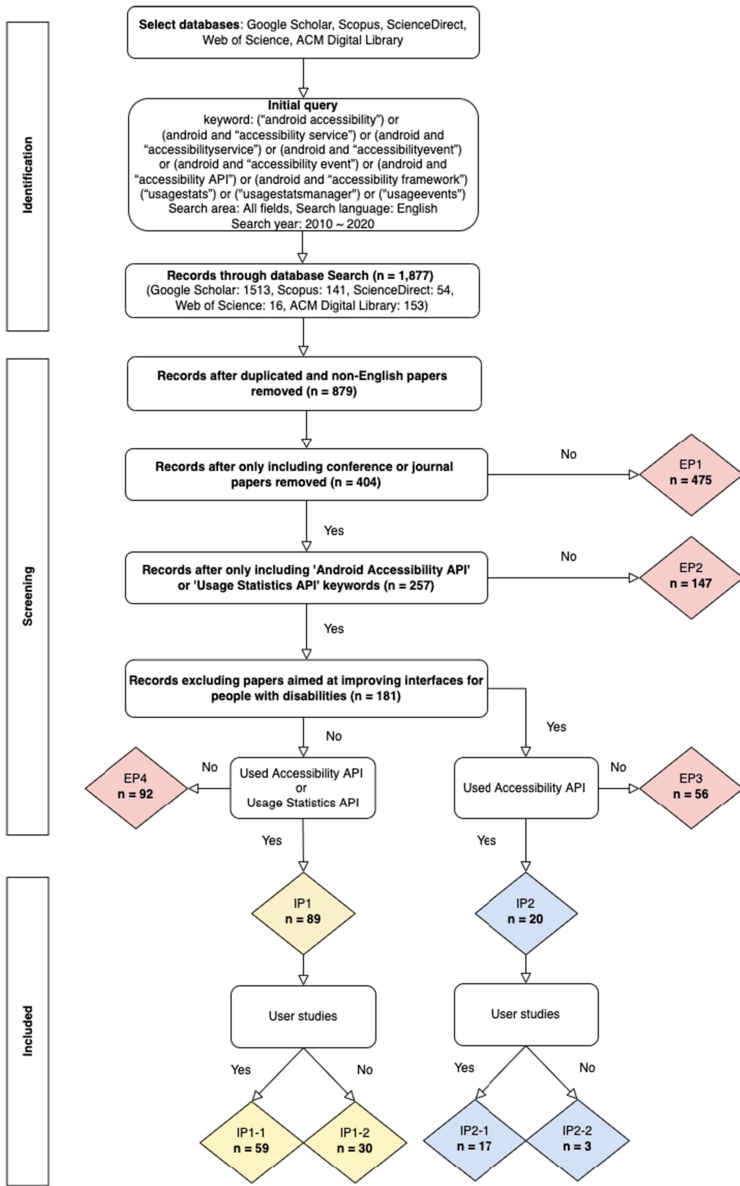 Identification
Select databases: Google Scholar, Scopus, ScienceDirect,
Web of Science, ACM Digital Library
Initial query
keyword: (“android accessibility”) or
(android and “accessibility service”) or (android and
“accessibilityservice”) or (android and “accessibilityevent”)
or (android and “accessibility event”) or (android and
“accessibility API”) or (android and “accessibility framework”)
("usagestats") or ("usagestatsmanager") or ("usageevents")
Search area: All fields, Search language: English
Search year: 2010 ~ 2020
Records through database Search (n = 1,877)
(Google Scholar: 1513, Scopus: 141, ScienceDirect: 54,
Web of Science: 16, ACM Digital Library: 153)
Screening
Records after duplicated and non-English papers
removed (n = 879)
Records after only including conference or journal
papers removed (n = 404)
No
EP1
n = 475
Yes
Records after only including 'Android Accessibility API'
or 'Usage Statistics API' keywords (n = 257)
No
EP2
n = 147
Yes
Records excluding papers aimed at improving interfaces for
people with disabilities (n = 181)
No
Yes
EP4
n = 92
No
Used Accessibility API
or
Usage Statistics API
Used Accessibility API
No
EP3
n = 56
Yes
Yes
Included
IP1
n = 89
IP2
n = 20
User studies
User studies
Yes
No
Yes
No
IP1-1
n = 59
IP1-2
n = 30
IP2-1
n = 17
IP2-2
n = 3